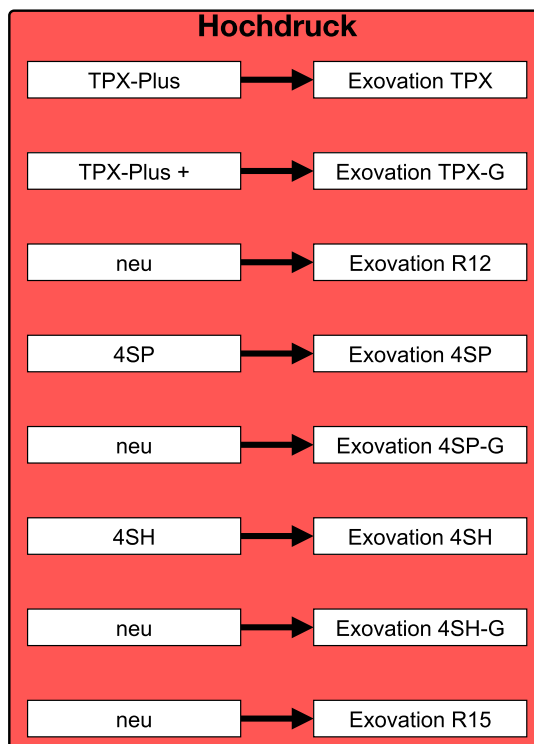 Hochdruck
TPX-Plus Exovation TPX
TPX-Plus + Exovation TPX-G
neu Exovation R12
4SP Exovation 4SP
neu Exovation 4SP-G
4SH Exovation 4SH
neu Exovation 4SH-G
neu Exovation R15